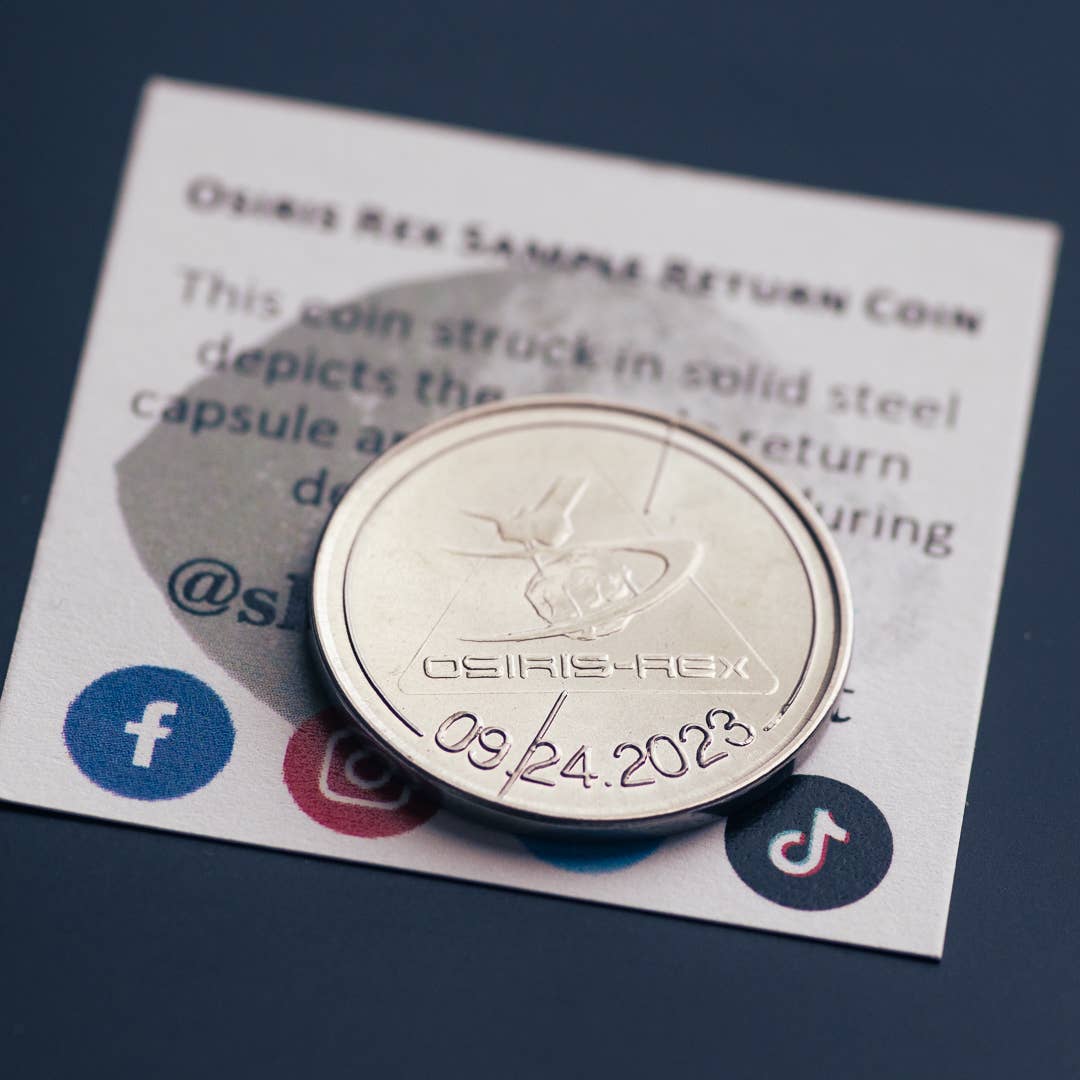 Osiris Rex Sample Return Coin
This coin struck in solid steel
depicts the return
capsule
during
OSIRIS-REx
09/24.2023